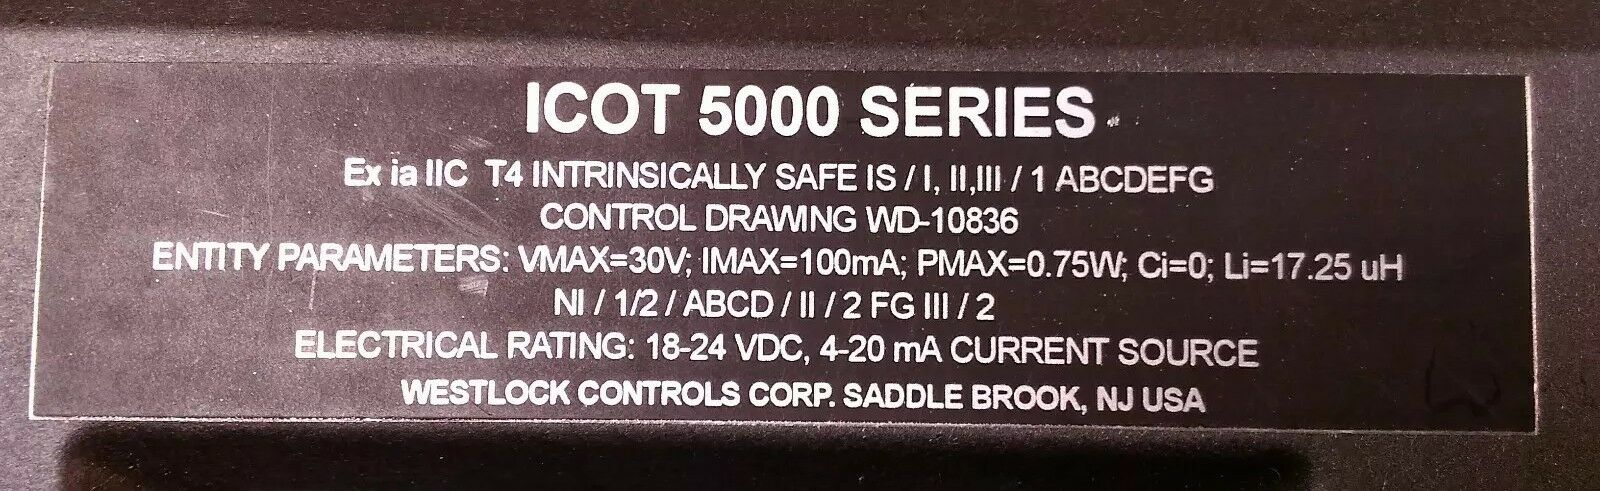 ICOT 5000 SERIES
Ex ia IIC T4 INTRINSICALLY SAFE IS / I, II,III / 1 ABCDEFG
CONTROL DRAWING WD-10836
ENTITY PARAMETERS: VMAX=30V; IMAX=100mA; PMAX=0.75W; Ci=0; Li=17.25 uH
NI / 1/2 / ABCD / II / 2 FG III / 2
ELECTRICAL RATING: 18-24 VDC, 4-20 mA CURRENT SOURCE
WESTLOCK CONTROLS CORP. SADDLE BROOK, NJ USA